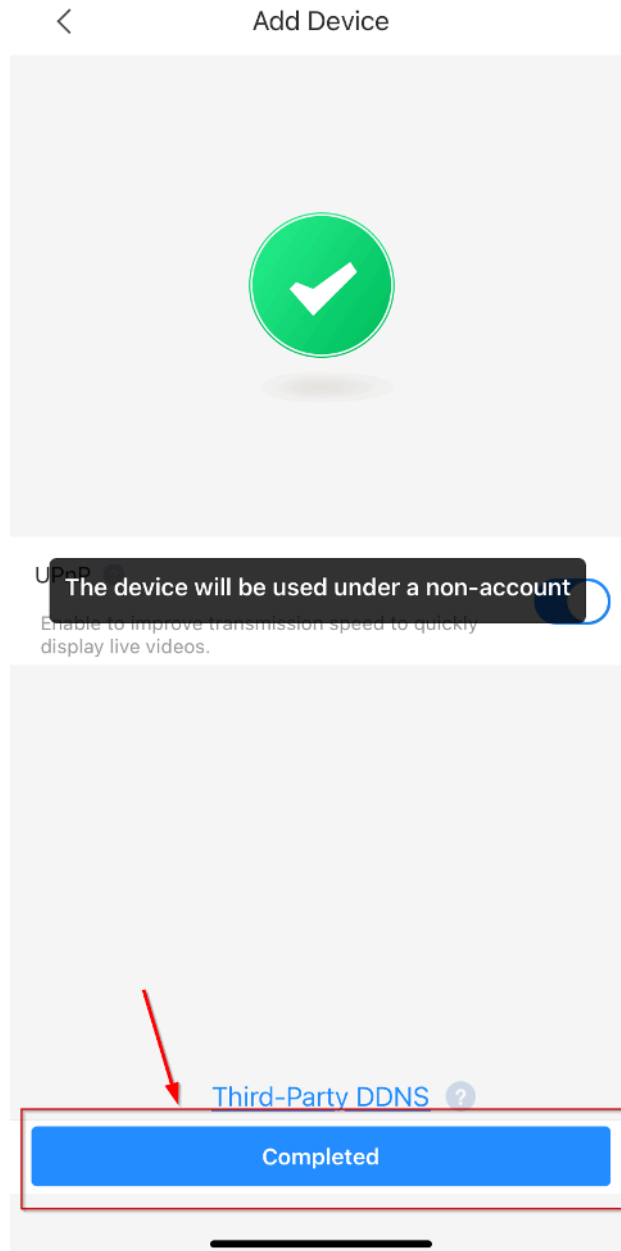 Add Device
UPnP ?
The device will be used under a non-account
Enable to improve transmission speed to quickly
display live videos.
Third-Party DDNS ?
Completed